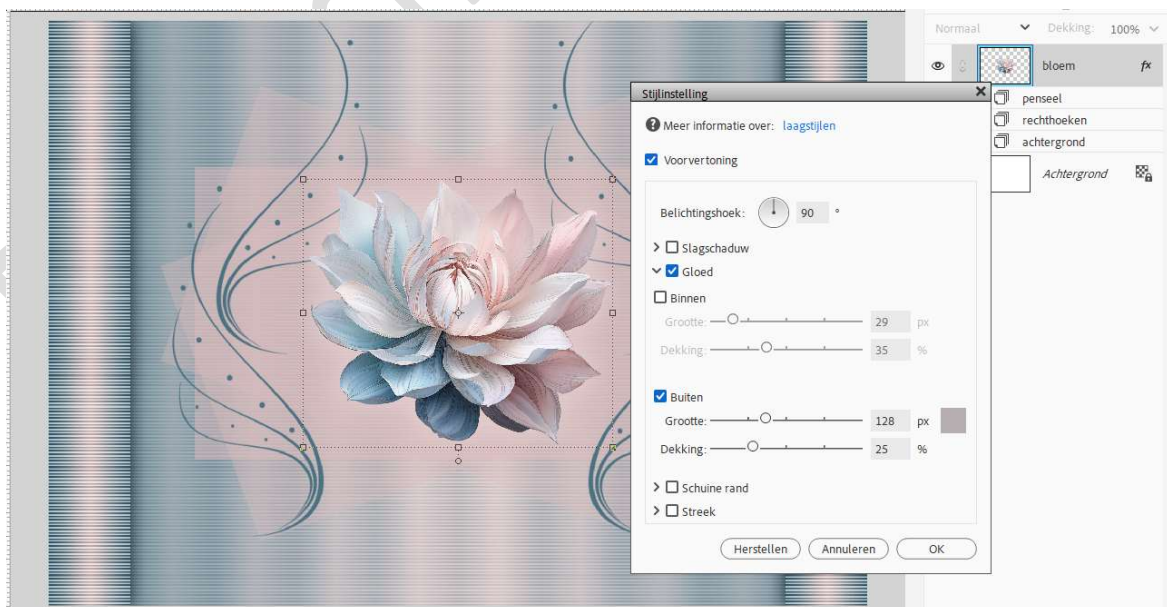 Normaal Dekking: 100%
bloem fx
Stijlinstelling
penseel
Meer informatie over: laagstijlen
rechthoeken
achtergrond
Voorvertoning
Achtergrond
Belichtingshoek: 90 °
Slagschaduw
Gloed
Binnen
Grootte: 29 px
Dekking: 35 %
Buiten
Grootte: 128 px
Dekking: 25 %
Schuine rand
Streek
Herstellen Annuleren OK